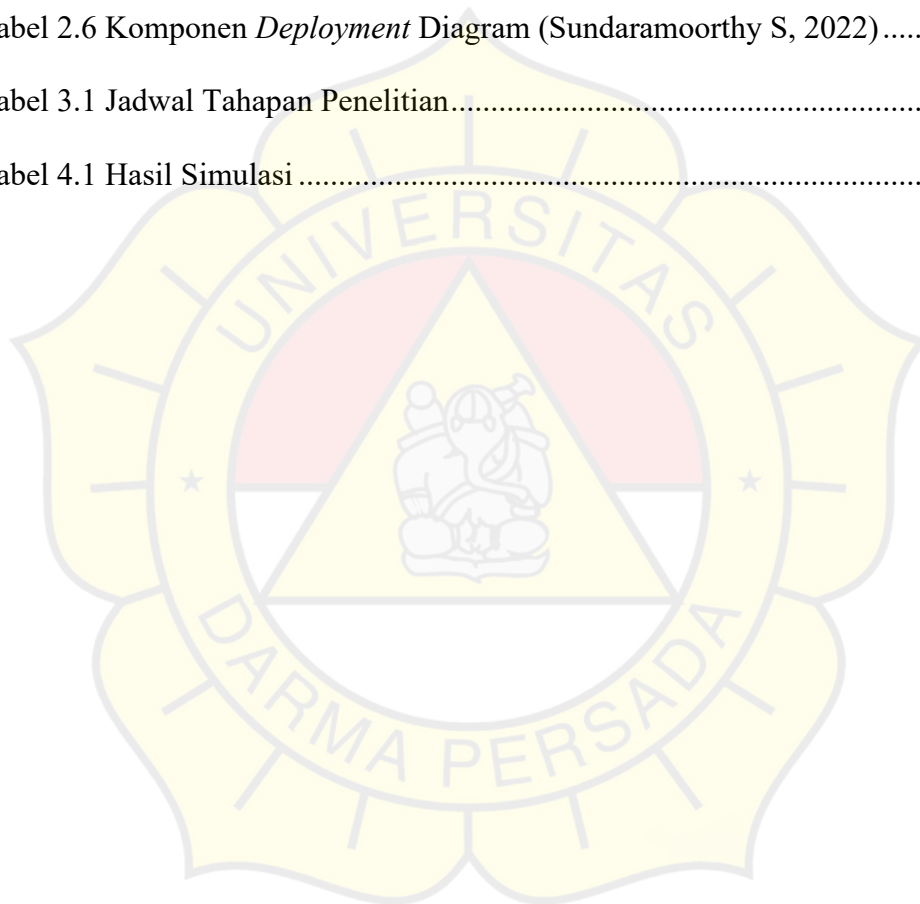 abel 2.6 Komponen Deployment Diagram (Sundaramoorthy S, 2022).....
abel 3.1 Jadwal Tahapan Penelitian.....................................................
abel 4.1 Hasil Simulasi.......................................................................
UNIVERSITAS
DARMA PERSADA